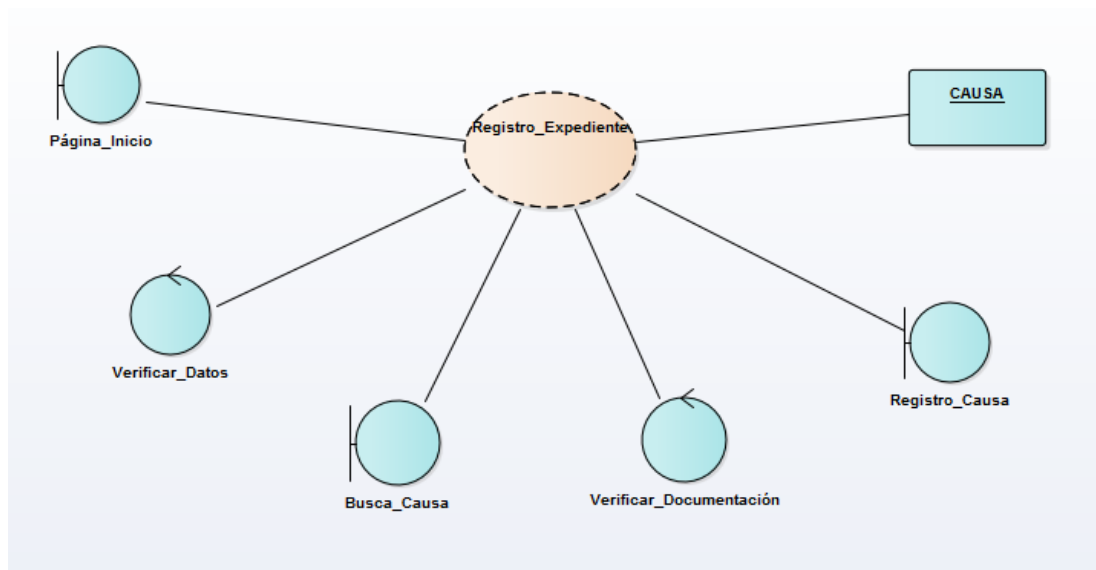 CAUSA
Registro_Expediente
Página_Inicio
Verificar_Datos
Registro_Causa
Busca_Causa
Verificar_Documentación